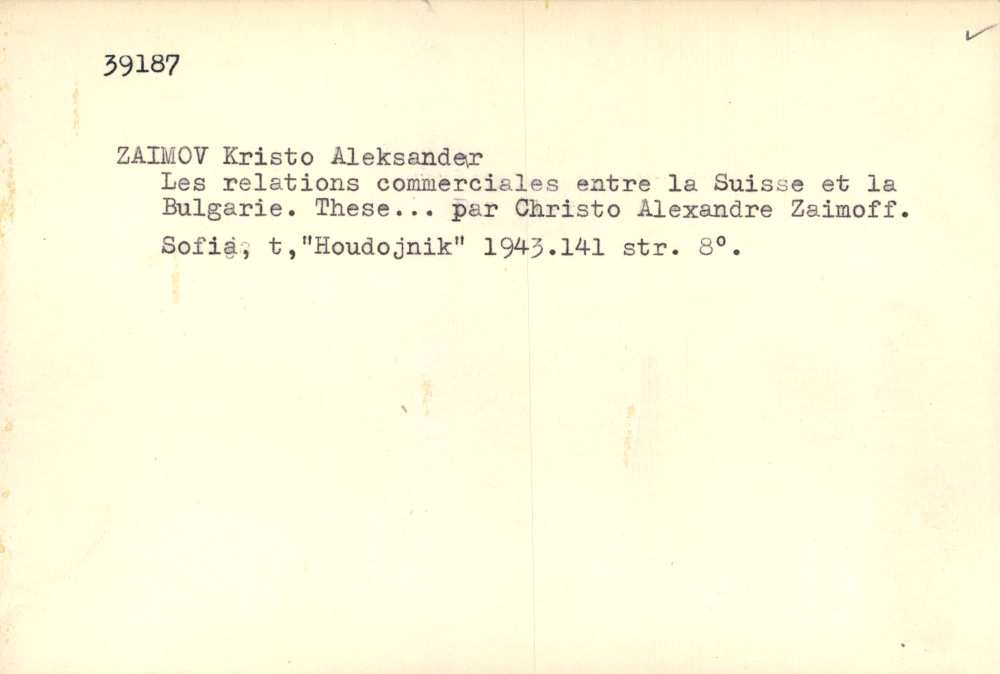 39187
ZAIMOV Kristo Aleksander
Les relations commerciales entre la Suisse et la
Bulgarie. These... par Christo Alexandre Zaimoff.
Sofia, t,"Houdojnik" 1943.141 str. 8°.